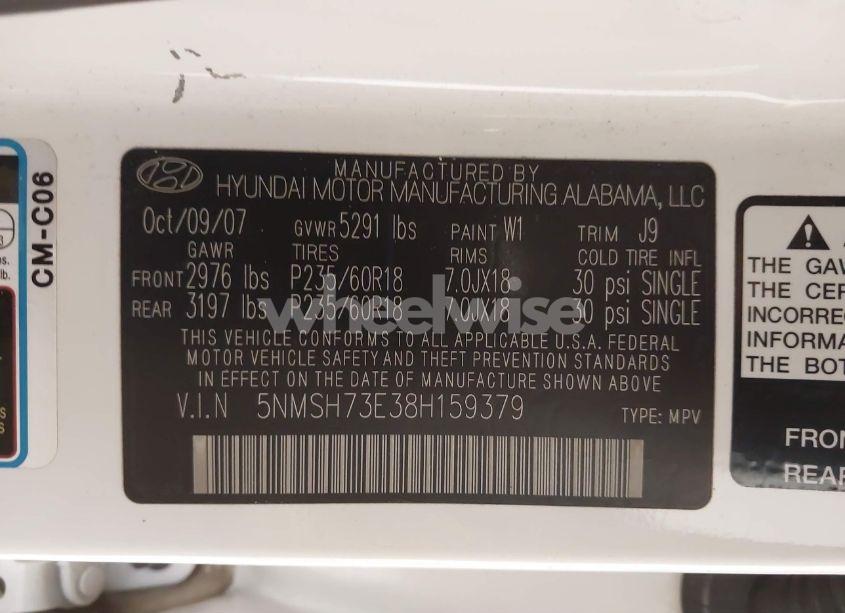 CM-C06
MANUFACTURED BY
HYUNDAI MOTOR MANUFACTURING ALABAMA, LLC
Oct/09/07 GVWR 5291 lbs PAINT W1 TRIM J9
GAWR TIRES RIMS COLD TIRE INFL
FRONT 2976 lbs P235/60R18 7.0JX18 30 psi SINGLE
REAR 3197 lbs P235/60R18 7.0JX18 30 psi SINGLE
wheelwise
THIS VEHICLE CONFORMS TO ALL APPLICABLE U.S.A. FEDERAL
MOTOR VEHICLE SAFETY AND THEFT PREVENTION STANDARDS
IN EFFECT ON THE DATE OF MANUFACTURE SHOWN ABOVE
V.I.N 5NMSH73E38H159379 TYPE: MPV
THE GAW
THE CER
INCORREC
INFORMA
THE BOT
FRON
REAR